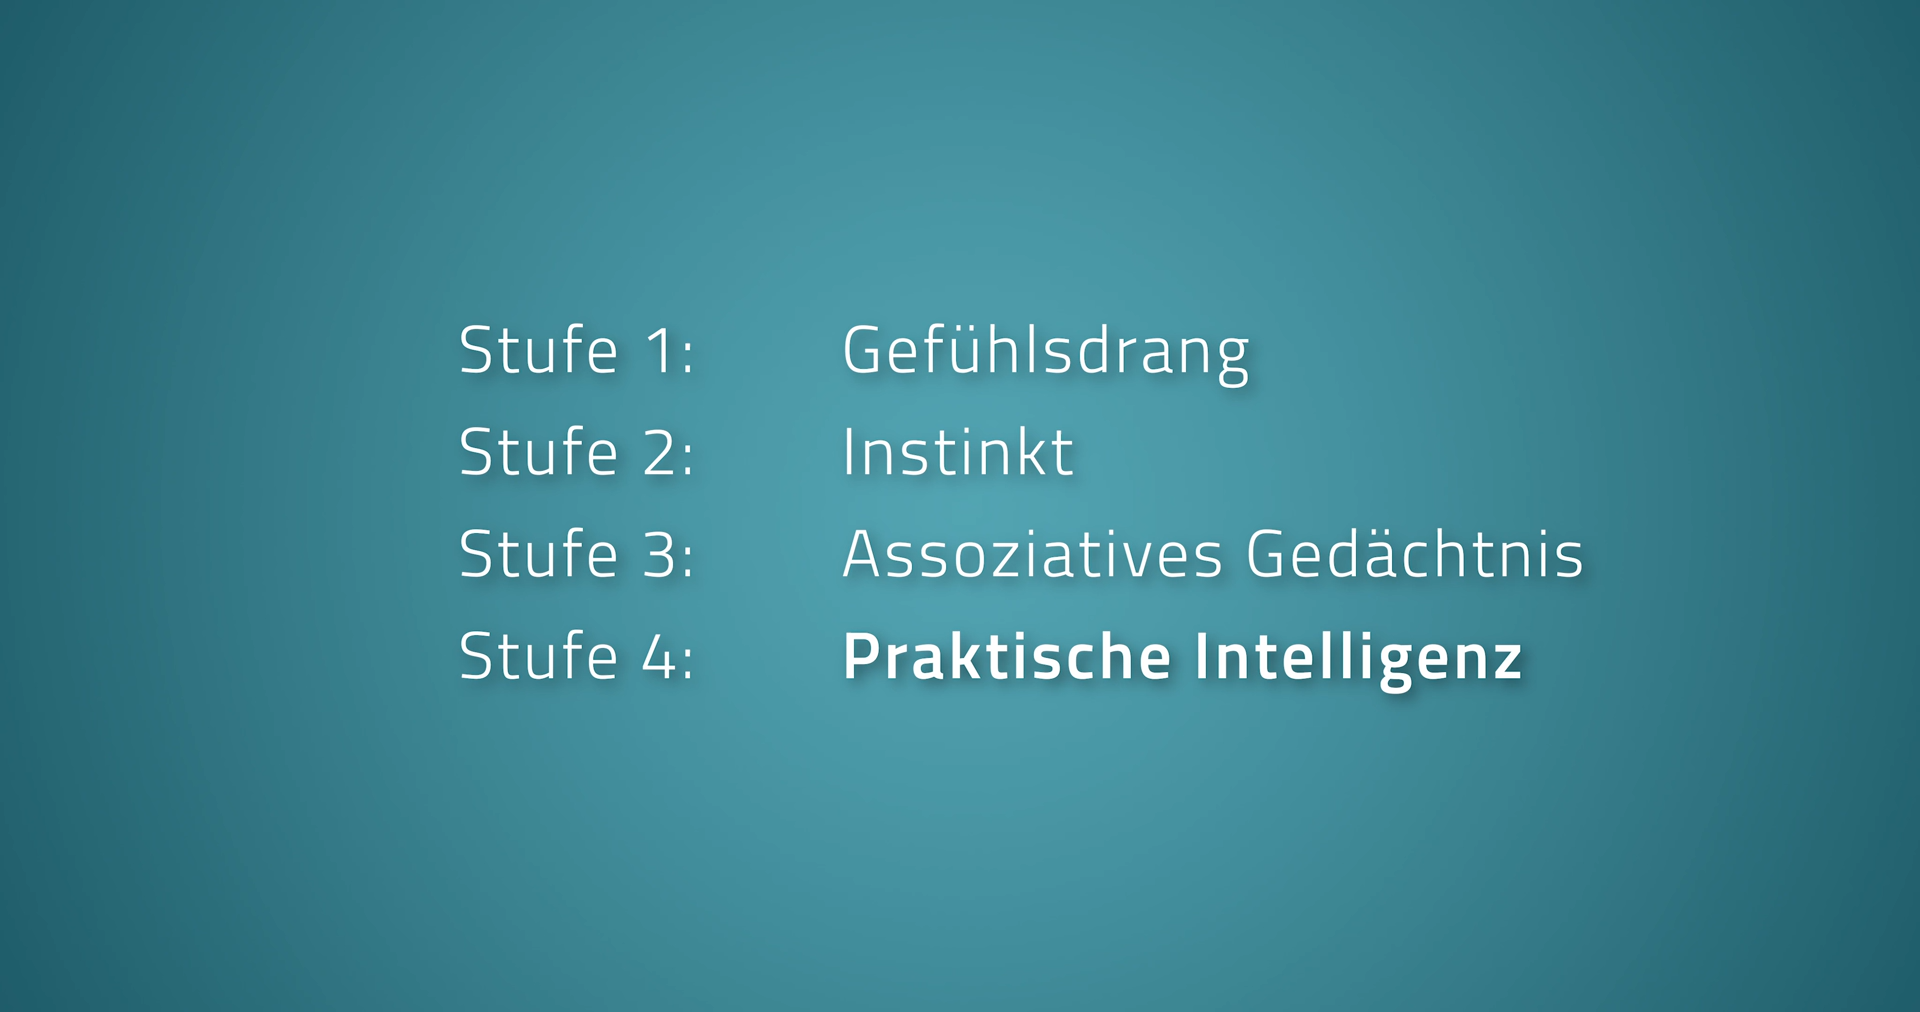 Stufe 1: Gefühlsdrang
Stufe 2: Instinkt
Stufe 3: Assoziatives Gedächtnis
Stufe 4: Praktische Intelligenz